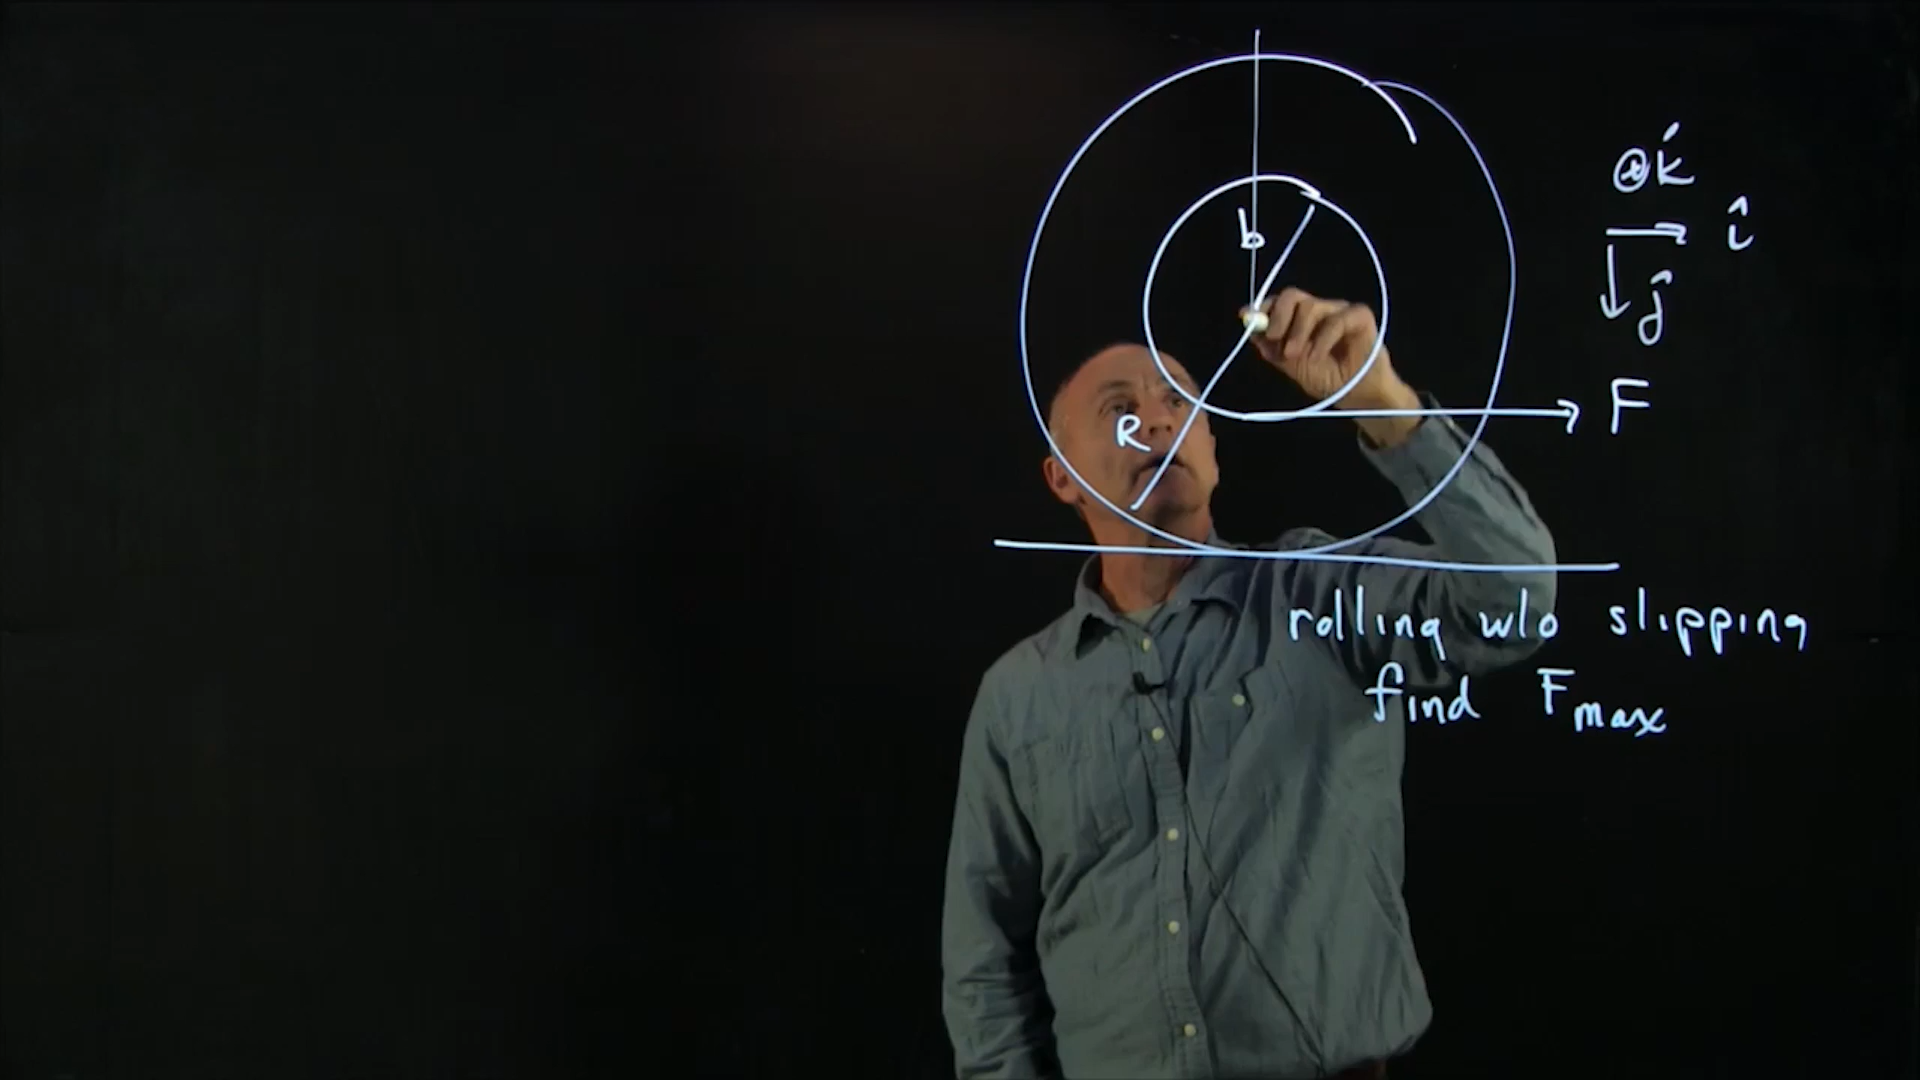 ⊗ k̂
î
b
ĵ
F
R
rolling w/o slipping
find Fmax